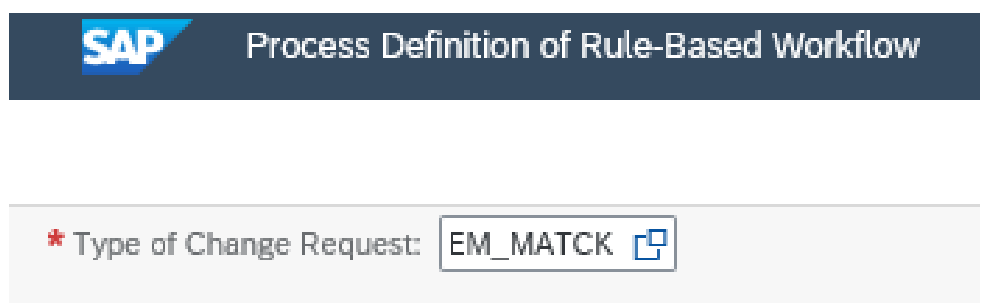 SAP Process Definition of Rule-Based Workflow
* Type of Change Request: EM_MATCK